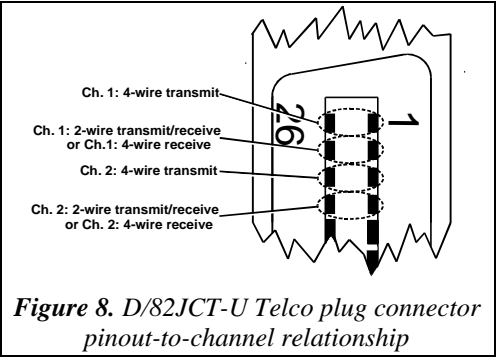 Ch. 1: 4-wire transmit
Ch. 1: 2-wire transmit/receive
or Ch.1: 4-wire receive
Ch. 2: 4-wire transmit
Ch. 2: 2-wire transmit/receive
or Ch. 2: 4-wire receive
26
1
Figure 8. D/82JCT-U Telco plug connector
pinout-to-channel relationship